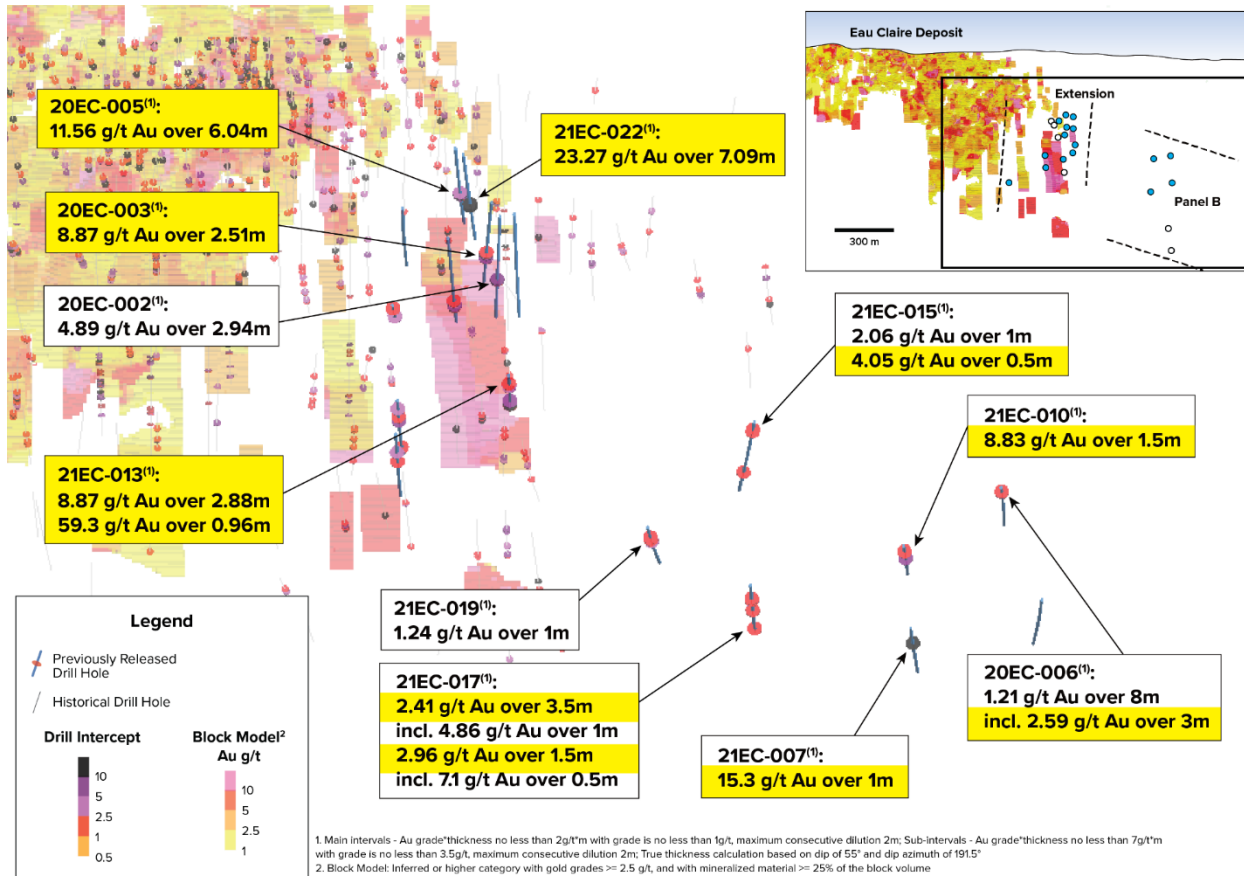 Eau Claire Deposit
Extension
Panel B
300 m
20EC-005(1):
11.56 g/t Au over 6.04m
21EC-022(1):
23.27 g/t Au over 7.09m
20EC-003(1):
8.87 g/t Au over 2.51m
20EC-002(1):
4.89 g/t Au over 2.94m
21EC-015(1):
2.06 g/t Au over 1m
4.05 g/t Au over 0.5m
21EC-010(1):
8.83 g/t Au over 1.5m
21EC-013(1):
8.87 g/t Au over 2.88m
59.3 g/t Au over 0.96m
21EC-019(1):
1.24 g/t Au over 1m
21EC-017(1):
2.41 g/t Au over 3.5m
incl. 4.86 g/t Au over 1m
2.96 g/t Au over 1.5m
incl. 7.1 g/t Au over 0.5m
20EC-006(1):
1.21 g/t Au over 8m
incl. 2.59 g/t Au over 3m
21EC-007(1):
15.3 g/t Au over 1m
Legend
Previously Released
Drill Hole
Historical Drill Hole
Drill Intercept
10
5
2.5
1
0.5
Block Model2
Au g/t
10
5
2.5
1
1. Main intervals - Au grade*thickness no less than 2g/t*m with grade is no less than 1g/t, maximum consecutive dilution 2m; Sub-intervals - Au grade*thickness no less than 7g/t*m
with grade is no less than 3.5g/t, maximum consecutive dilution 2m; True thickness calculation based on dip of 55° and dip azimuth of 191.5°
2. Block Model: Inferred or higher category with gold grades >= 2.5 g/t, and with mineralized material >= 25% of the block volume